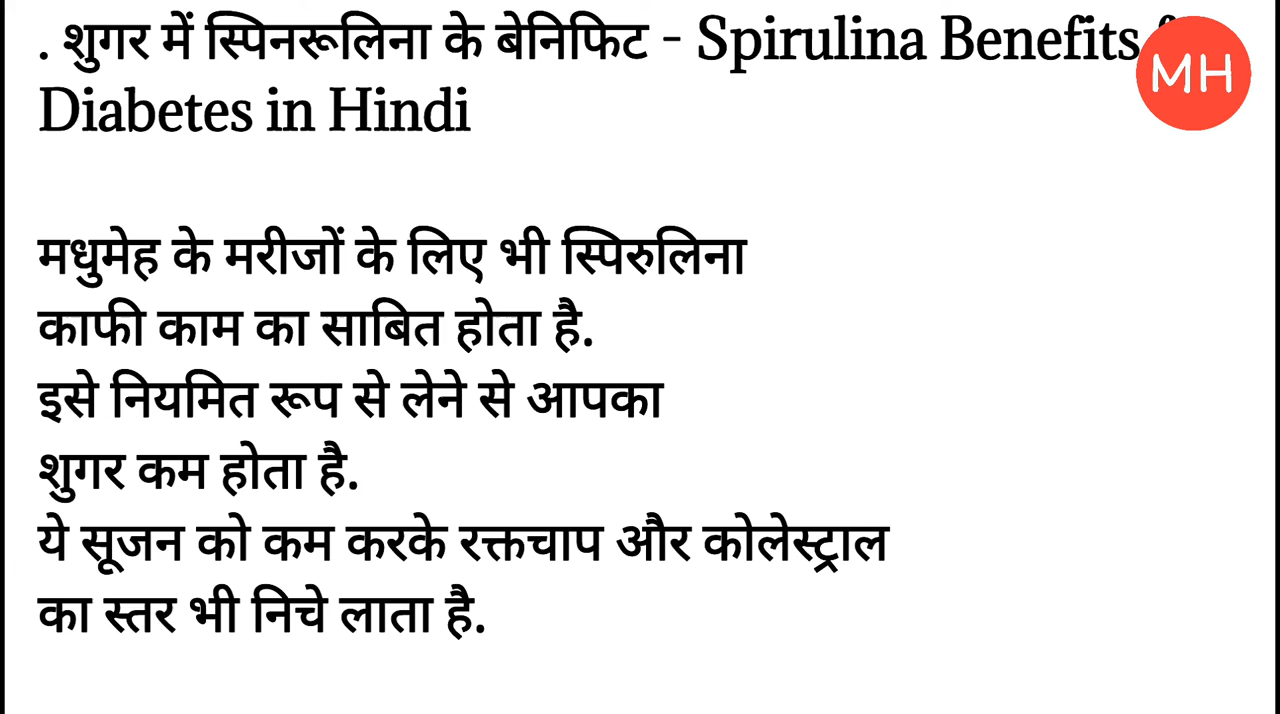 . शुगर में स्पिनरूलिना के बेनिफिट - Spirulina Benefits
MH
Diabetes in Hindi
मधुमेह के मरीजों के लिए भी स्पिरुलिना
काफी काम का साबित होता है.
इसे नियमित रूप से लेने से आपका
शुगर कम होता है.
ये सूजन को कम करके रक्तचाप और कोलेस्ट्राल
का स्तर भी निचे लाता है.